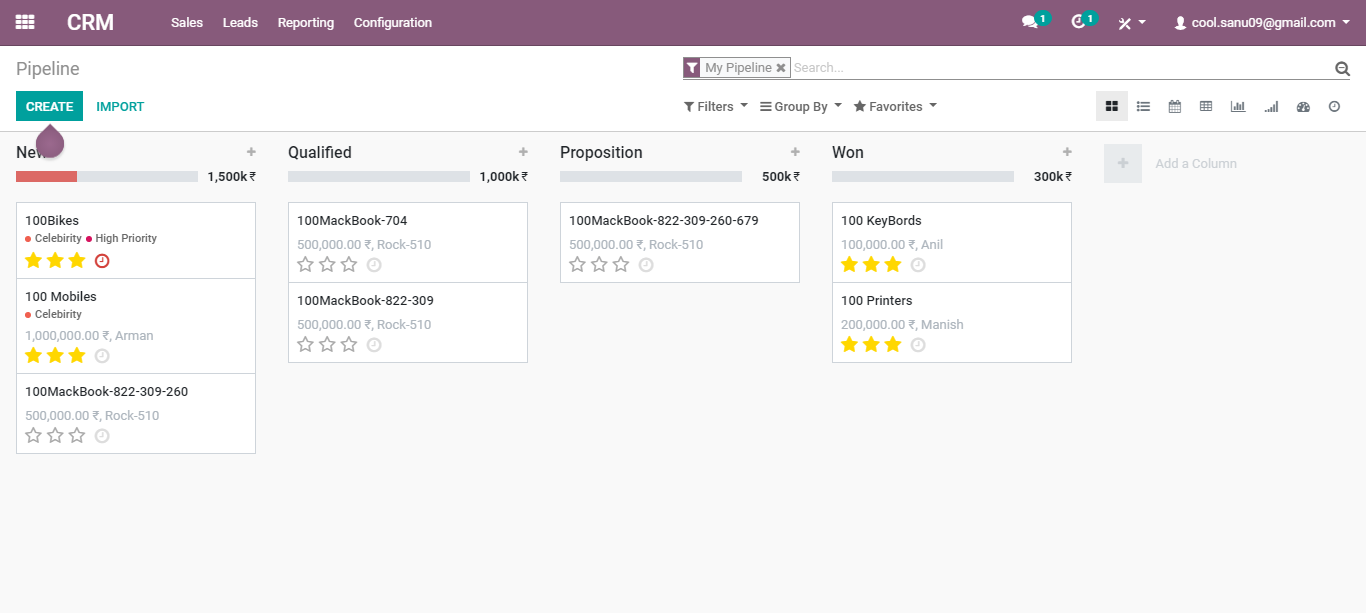 CRM Sales Leads Reporting Configuration 1 1 cool.sanu09@gmail.com
Pipeline My Pipeline Search...
CREATE IMPORT Filters Group By Favorites
New 1,500k ₹
100Bikes
Celebirity High Priority
100 Mobiles
Celebirity
1,000,000.00 ₹, Arman
100MackBook-822-309-260
500,000.00 ₹, Rock-510
Qualified 1,000k ₹
100MackBook-704
500,000.00 ₹, Rock-510
100MackBook-822-309
500,000.00 ₹, Rock-510
Proposition 500k ₹
100MackBook-822-309-260-679
500,000.00 ₹, Rock-510
Won 300k ₹
100 KeyBords
100,000.00 ₹, Anil
100 Printers
200,000.00 ₹, Manish
Add a Column